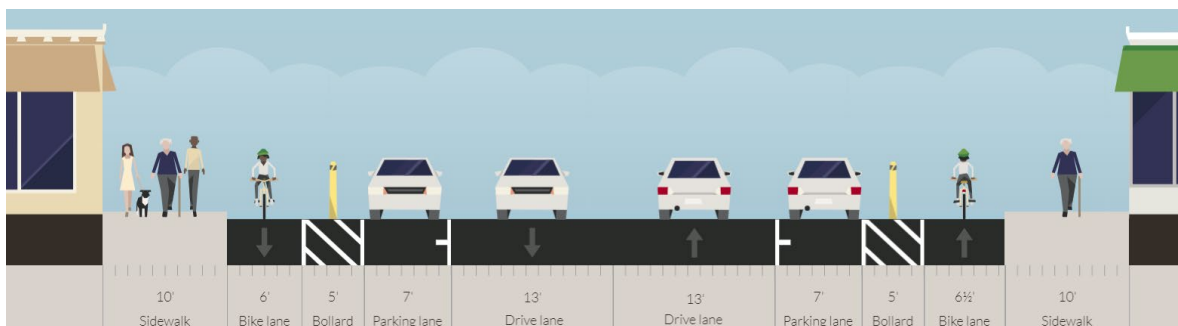 10'
Sidewalk
6'
Bike lane
5'
Bollard
7'
Parking lane
13'
Drive lane
13'
Drive lane
7'
Parking lane
5'
Bollard
6½'
Bike lane
10'
Sidewalk